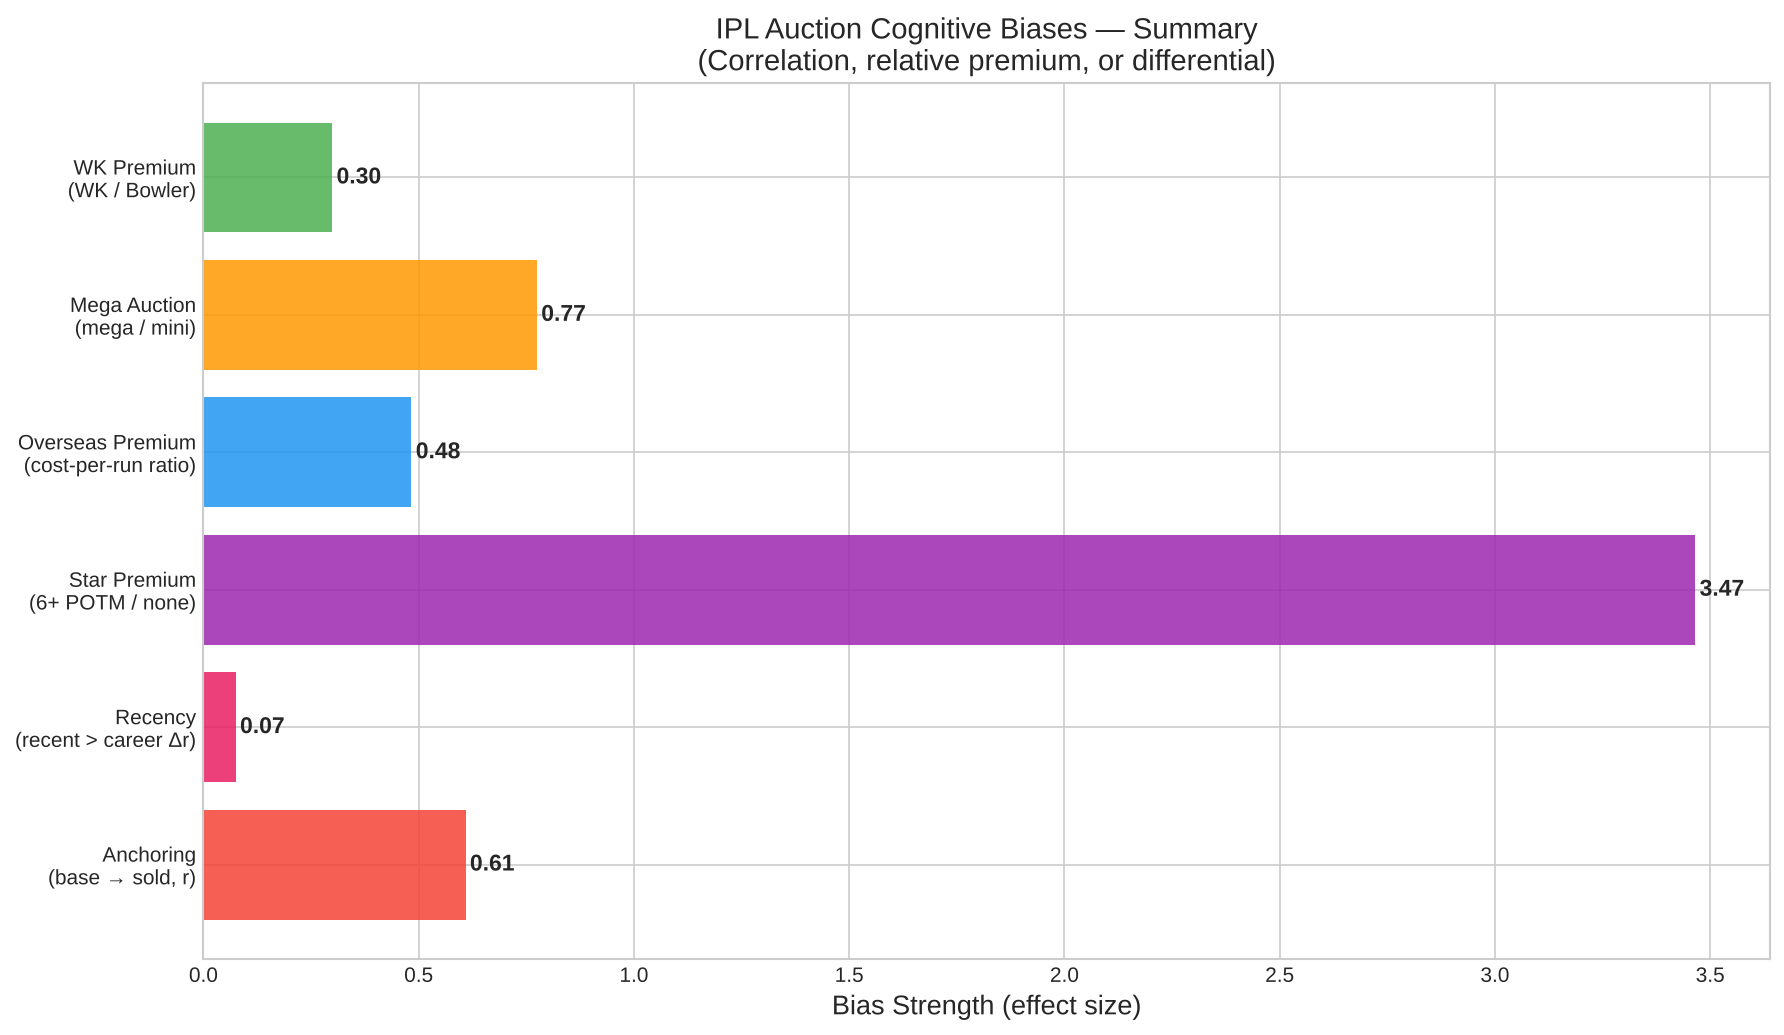 IPL Auction Cognitive Biases — Summary
(Correlation, relative premium, or differential)
WK Premium
(WK / Bowler)
0.30
Mega Auction
(mega / mini)
0.77
Overseas Premium
(cost-per-run ratio)
0.48
Star Premium
(6+ POTM / none)
3.47
Recency
(recent > career Δr)
0.07
Anchoring
(base → sold, r)
0.61
0.0 0.5 1.0 1.5 2.0 2.5 3.0 3.5
Bias Strength (effect size)